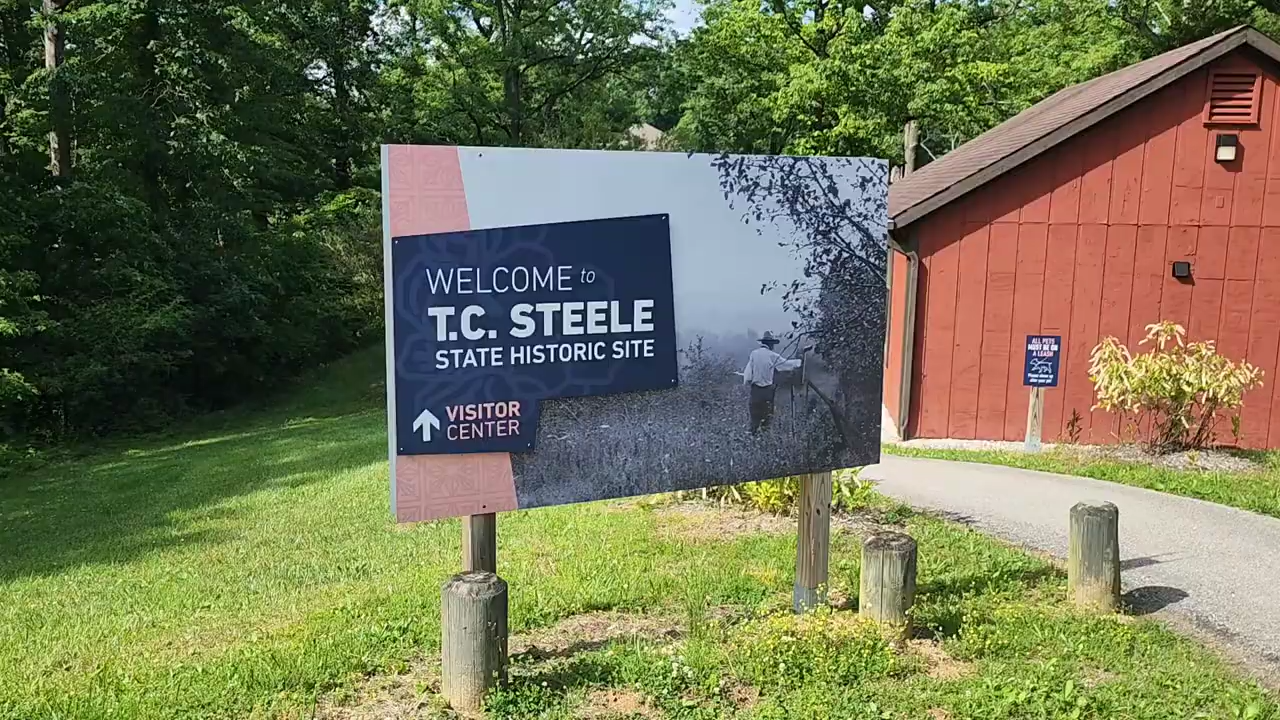 WELCOME to
T.C. STEELE
STATE HISTORIC SITE
VISITOR
CENTER
ALL PETS
MUST BE ON
A LEASH